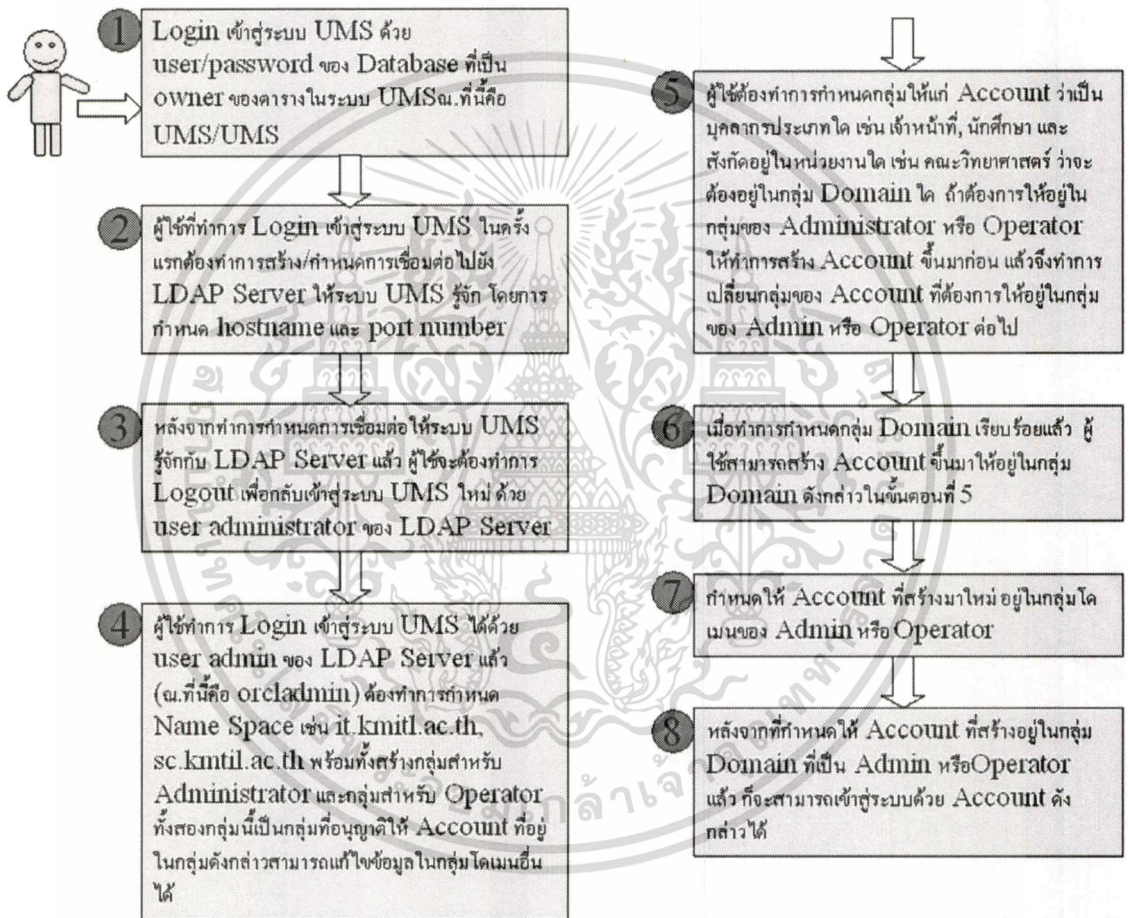 1
Login เข้าสู่ระบบ UMS ด้วย
user/password ของ Database ที่เป็น
owner ของตารางในระบบ UMSณ.ที่นี้คือ
UMS/UMS
2
ผู้ใช้ที่ทำการ Login เข้าสู่ระบบ UMS ในครั้ง
แรกต้องทำการสร้าง/กำหนดการเชื่อมต่อไปยัง
LDAP Server ให้ระบบ UMS รู้จัก โดยการ
กำหนด hostname และ port number
3
หลังจากทำการกำหนดการเชื่อมต่อให้ระบบ UMS
รู้จักกับ LDAP Server แล้ว ผู้ใช้จะต้องทำการ
Logout เพื่อกลับเข้าสู่ระบบ UMS ใหม่ ด้วย
user administrator ของ LDAP Server
4
ผู้ใช้ทำการ Login เข้าสู่ระบบ UMS ได้ด้วย
user admin ของ LDAP Server แล้ว
(ณ.ที่นี้คือ orcladmin) ต้องทำการกำหนด
Name Space เช่น it.kmitl.ac.th,
sc.kmtil.ac.th พร้อมทั้งสร้างกลุ่มสำหรับ
Administrator และกลุ่มสำหรับ Operator
ทั้งสองกลุ่มนี้เป็นกลุ่มที่อนุญาติให้ Account ที่อยู่
ในกลุ่มดังกล่าวสามารถแก้ไขข้อมูลในกลุ่มโดเมนอื่น
ได้
5
ผู้ใช้ต้องทำการกำหนดกลุ่มให้แก่ Account ว่าเป็น
บุคลากรประเภทใด เช่น เจ้าหน้าที่, นักศึกษา และ
สังกัดอยู่ในหน่วยงานใด เช่น คณะวิทยาศาสตร์ ว่าจะ
ต้องอยู่ในกลุ่ม Domain ใด ถ้าต้องการให้อยู่ใน
กลุ่มของ Administrator หรือ Operator
ให้ทำการสร้าง Account ขึ้นมาก่อน แล้วจึงทำการ
เปลี่ยนกลุ่มของ Account ที่ต้องการให้อยู่ในกลุ่ม
ของ Admin หรือ Operator ต่อไป
6
เมื่อทำการกำหนดกลุ่ม Domain เรียบร้อยแล้ว ผู้
ใช้สามารถสร้าง Account ขึ้นมาให้อยู่ในกลุ่ม
Domain ดังกล่าวในขั้นตอนที่ 5
7
กำหนดให้ Account ที่สร้างมาใหม่ อยู่ในกลุ่มโด
เมนของ Admin หรือ Operator
8
หลังจากที่กำหนดให้ Account ที่สร้างอยู่ในกลุ่ม
Domain ที่เป็น Admin หรือOperator
แล้ว ก็จะสามารถเข้าสู่ระบบด้วย Account ดัง
กล่าวได้